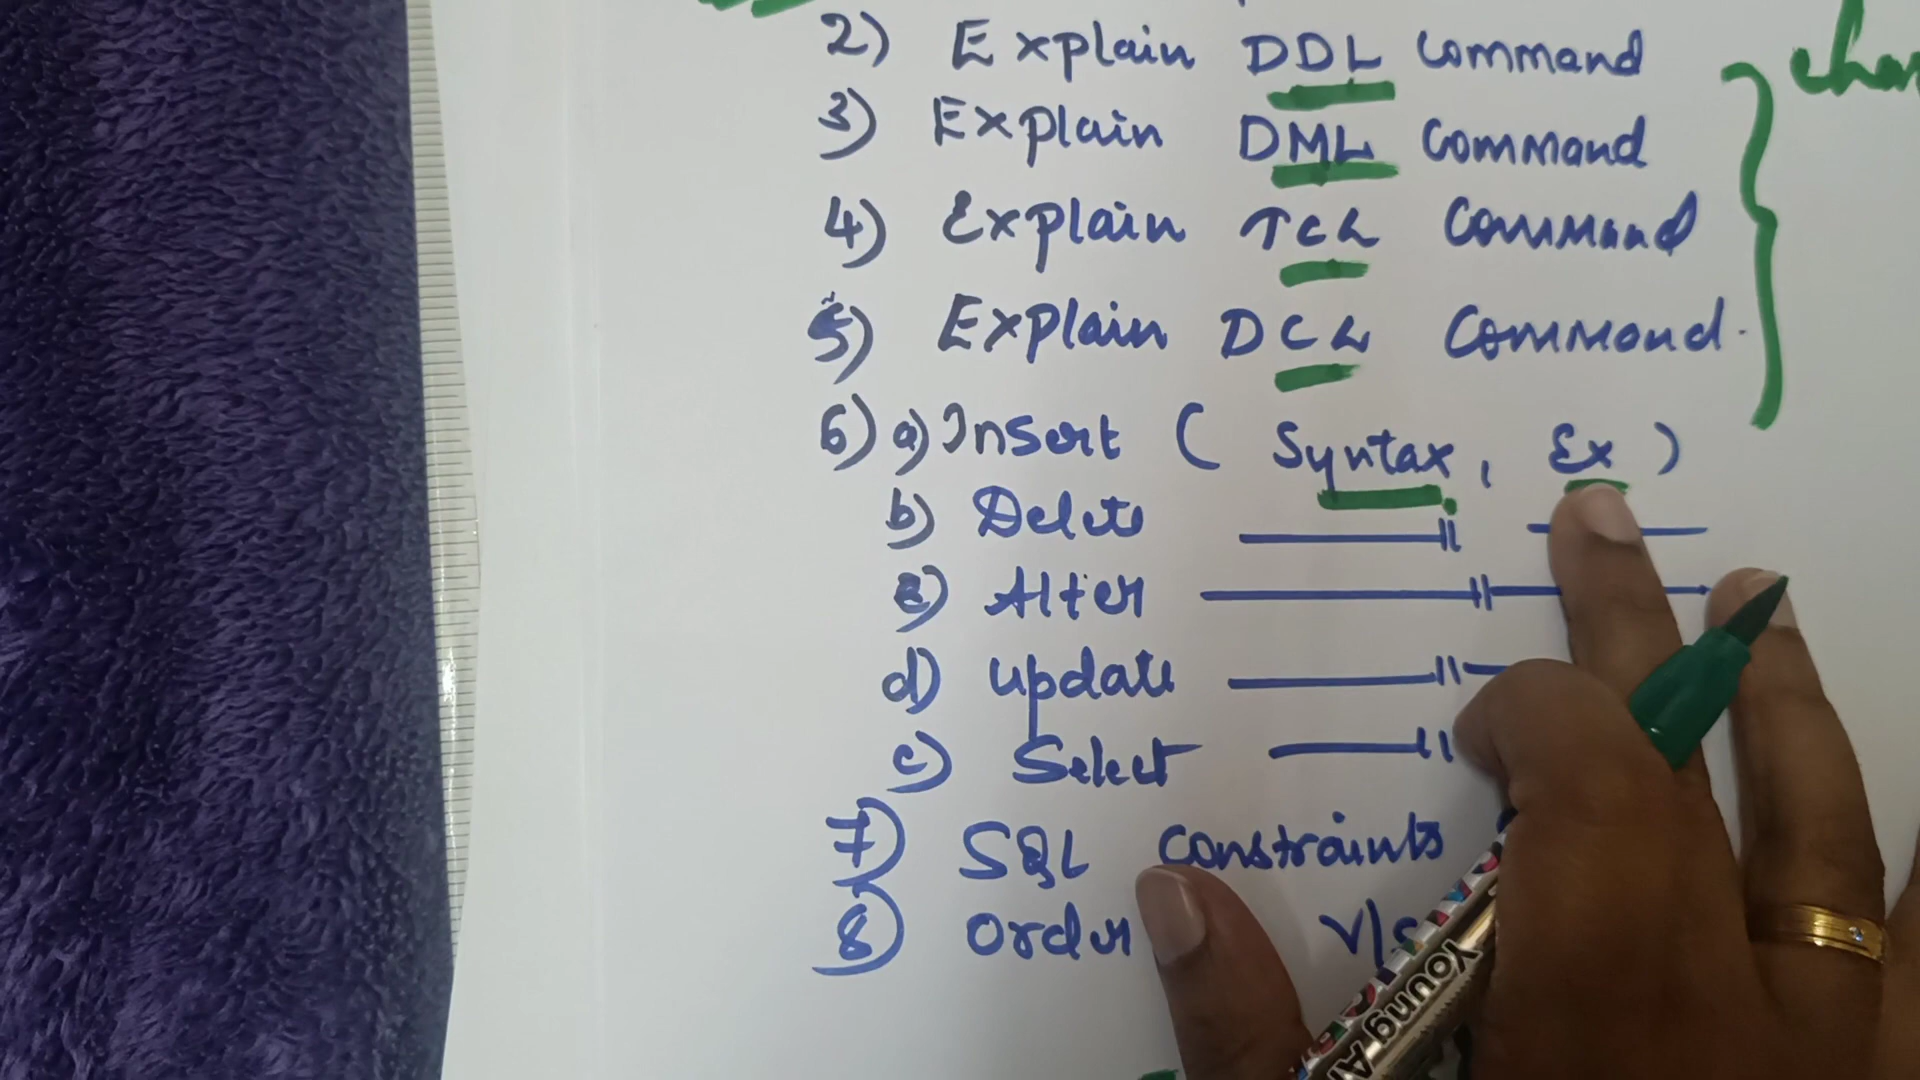 2) Explain DDL Command
3) Explain DML Command
4) Explain TCL Command
5) Explain DCL Command.
6) a) Insert ( Syntax, Ex )
b) Delete
c) Alter
d) update
e) Select
7) SQL constraints
8) order v/s
Young